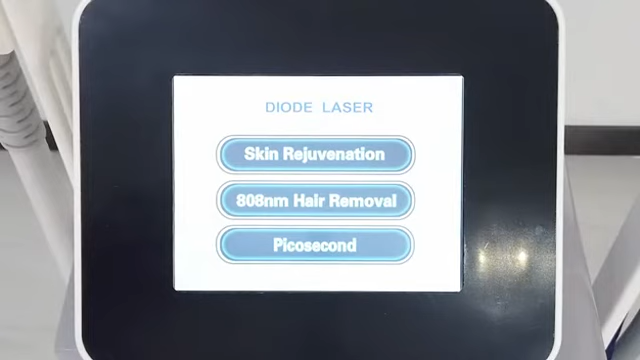 DIODE LASER
Skin Rejuvenation
808nm Hair Removal
Picosecond